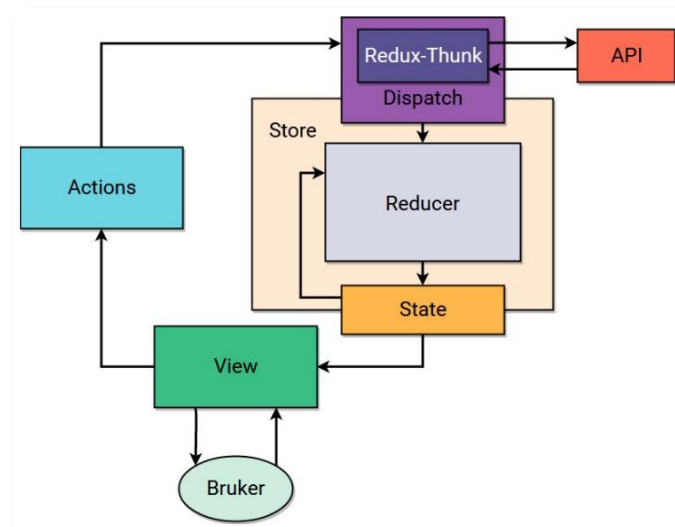 Redux-Thunk
API
Dispatch
Store
Actions
Reducer
State
View
Bruker